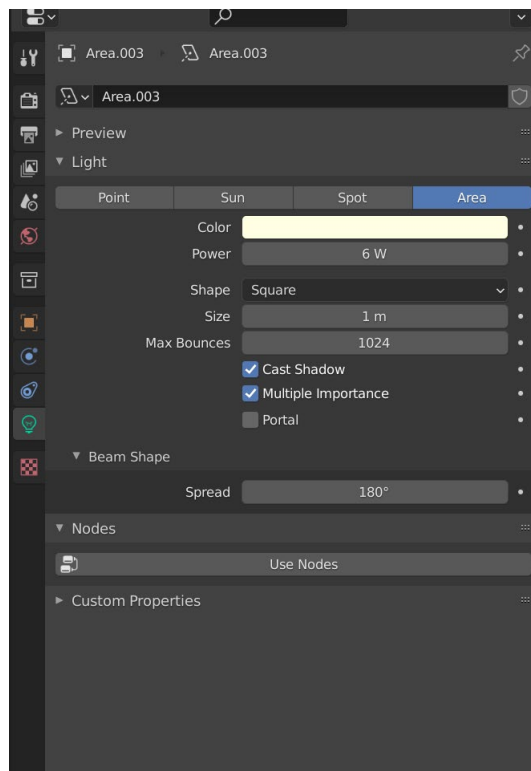 Area.003 Area.003
Area.003
Preview
Light
Point Sun Spot Area
Color
Power 6 W
Shape Square
Size 1 m
Max Bounces 1024
Cast Shadow
Multiple Importance
Portal
Beam Shape
Spread 180°
Nodes
Use Nodes
Custom Properties